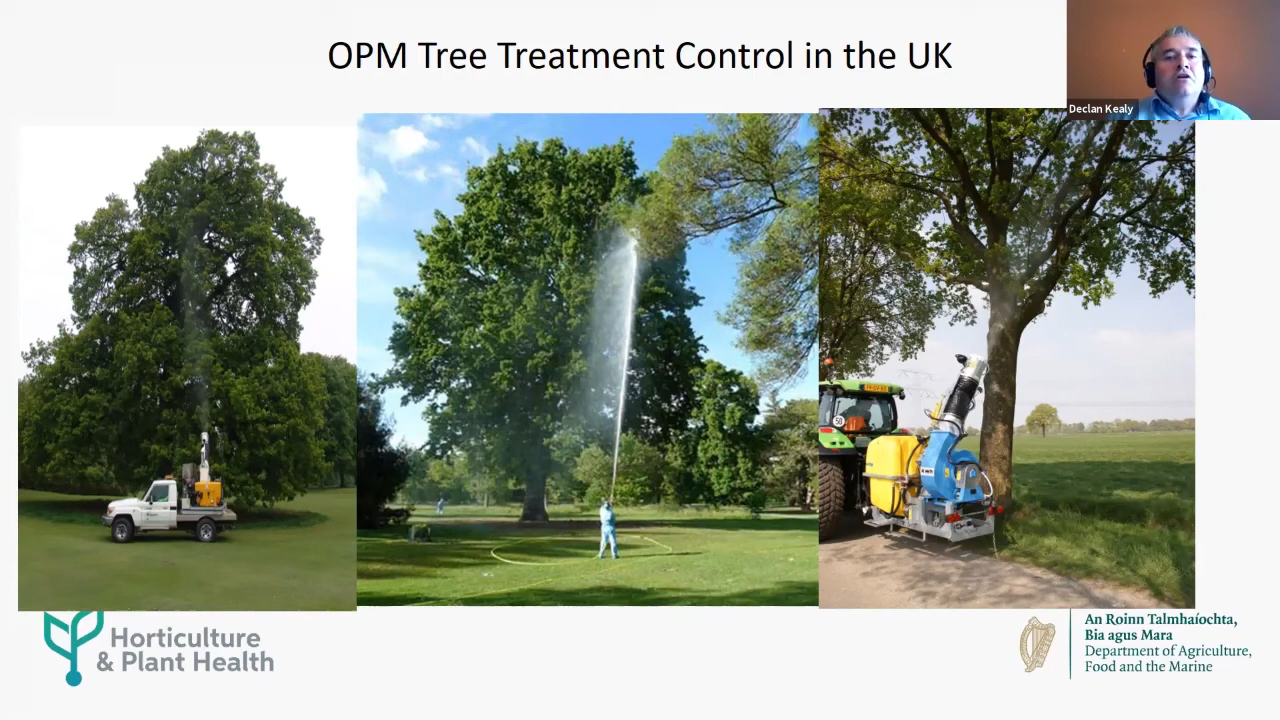 OPM Tree Treatment Control in the UK
Declan Kealy
50
Horticulture
& Plant Health
An Roinn Talmhaíochta,
Bia agus Mara
Department of Agriculture,
Food and the Marine